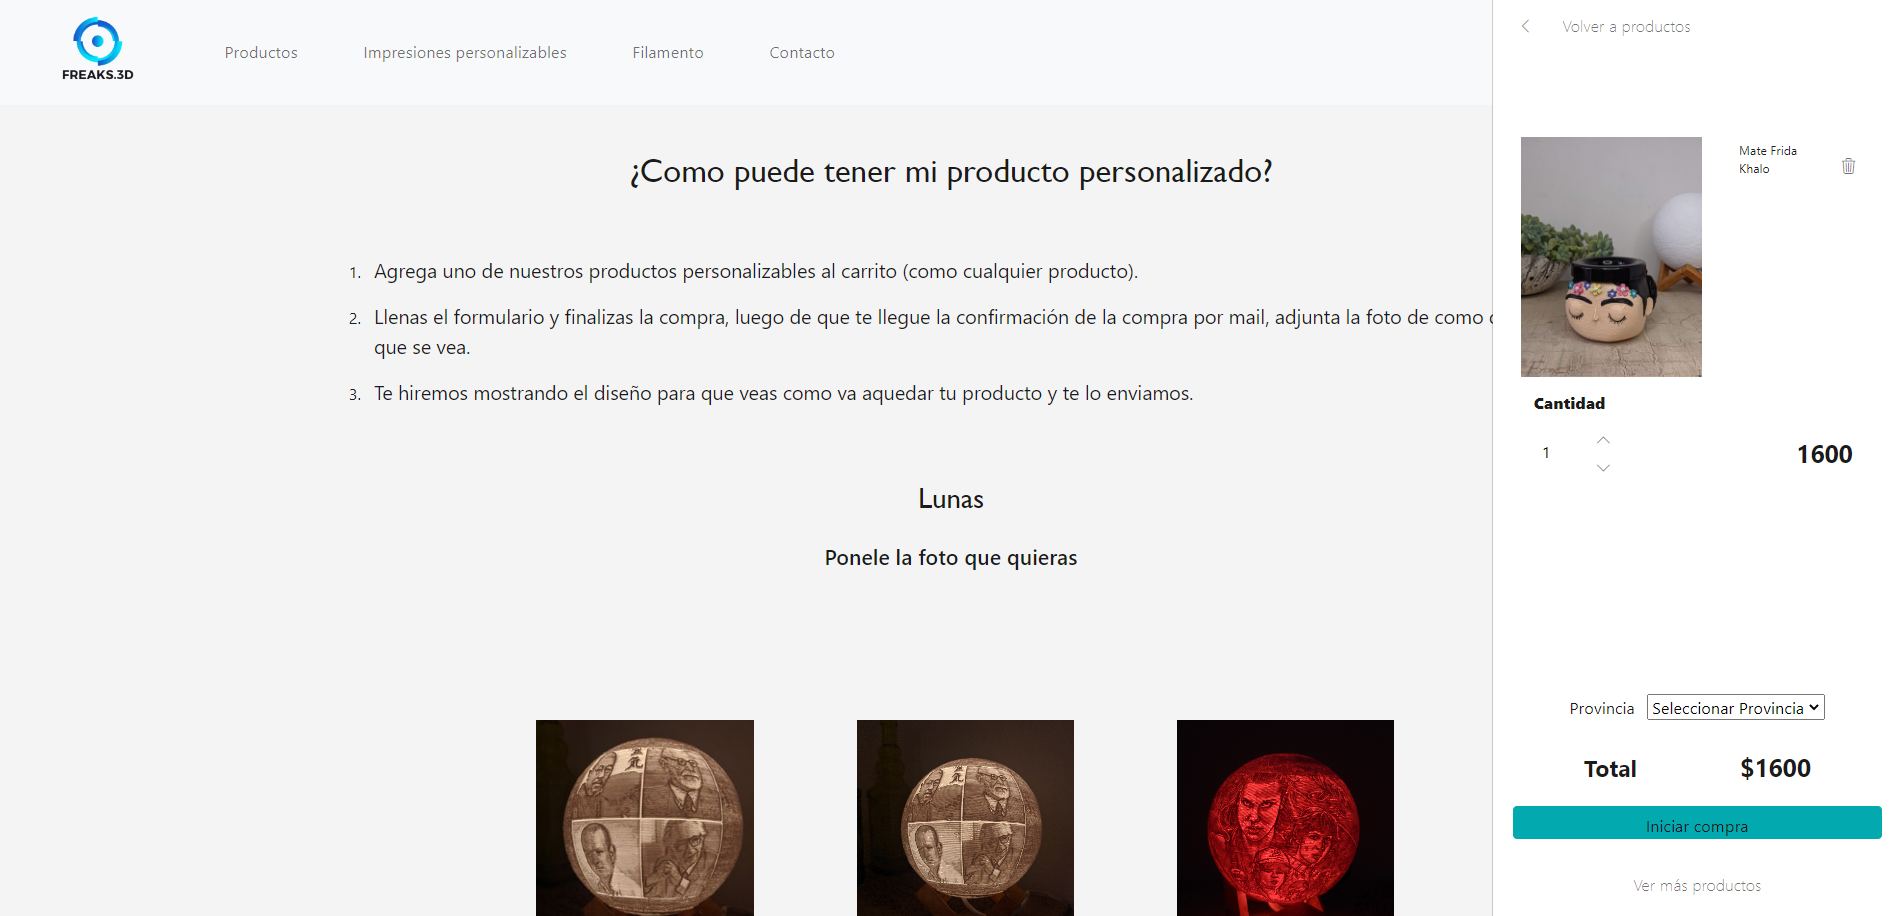 FREAKS.3D
Productos
Impresiones personalizables
Filamento
Contacto
¿Como puede tener mi producto personalizado?
1. Agrega uno de nuestros productos personalizables al carrito (como cualquier producto).
2. Llenas el formulario y finalizas la compra, luego de que te llegue la confirmación de la compra por mail, adjunta la foto de como
que se vea.
3. Te hiremos mostrando el diseño para que veas como va aquedar tu producto y te lo enviamos.
Lunas
Ponele la foto que quieras
Volver a productos
Mate Frida
Khalo
Cantidad
1
1600
Provincia
Seleccionar Provincia
Total
$1600
Iniciar compra
Ver más productos